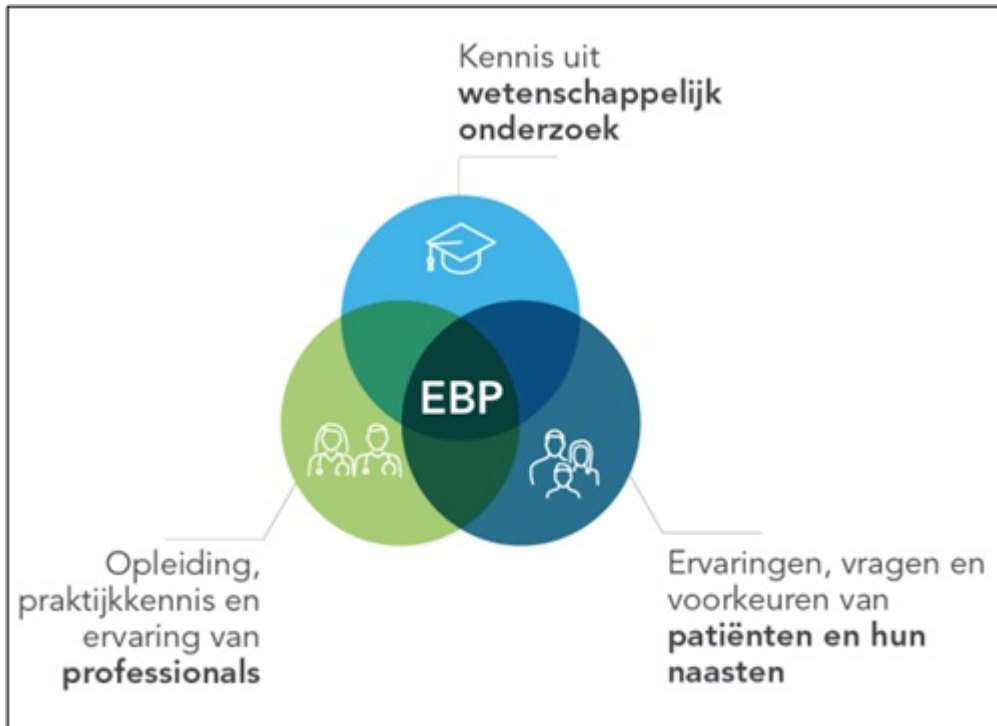 Kennis uit
wetenschappelijk
onderzoek
EBP
Opleiding,
praktijkkennis en
ervaring van
professionals
Ervaringen, vragen en
voorkeuren van
patiënten en hun
naasten